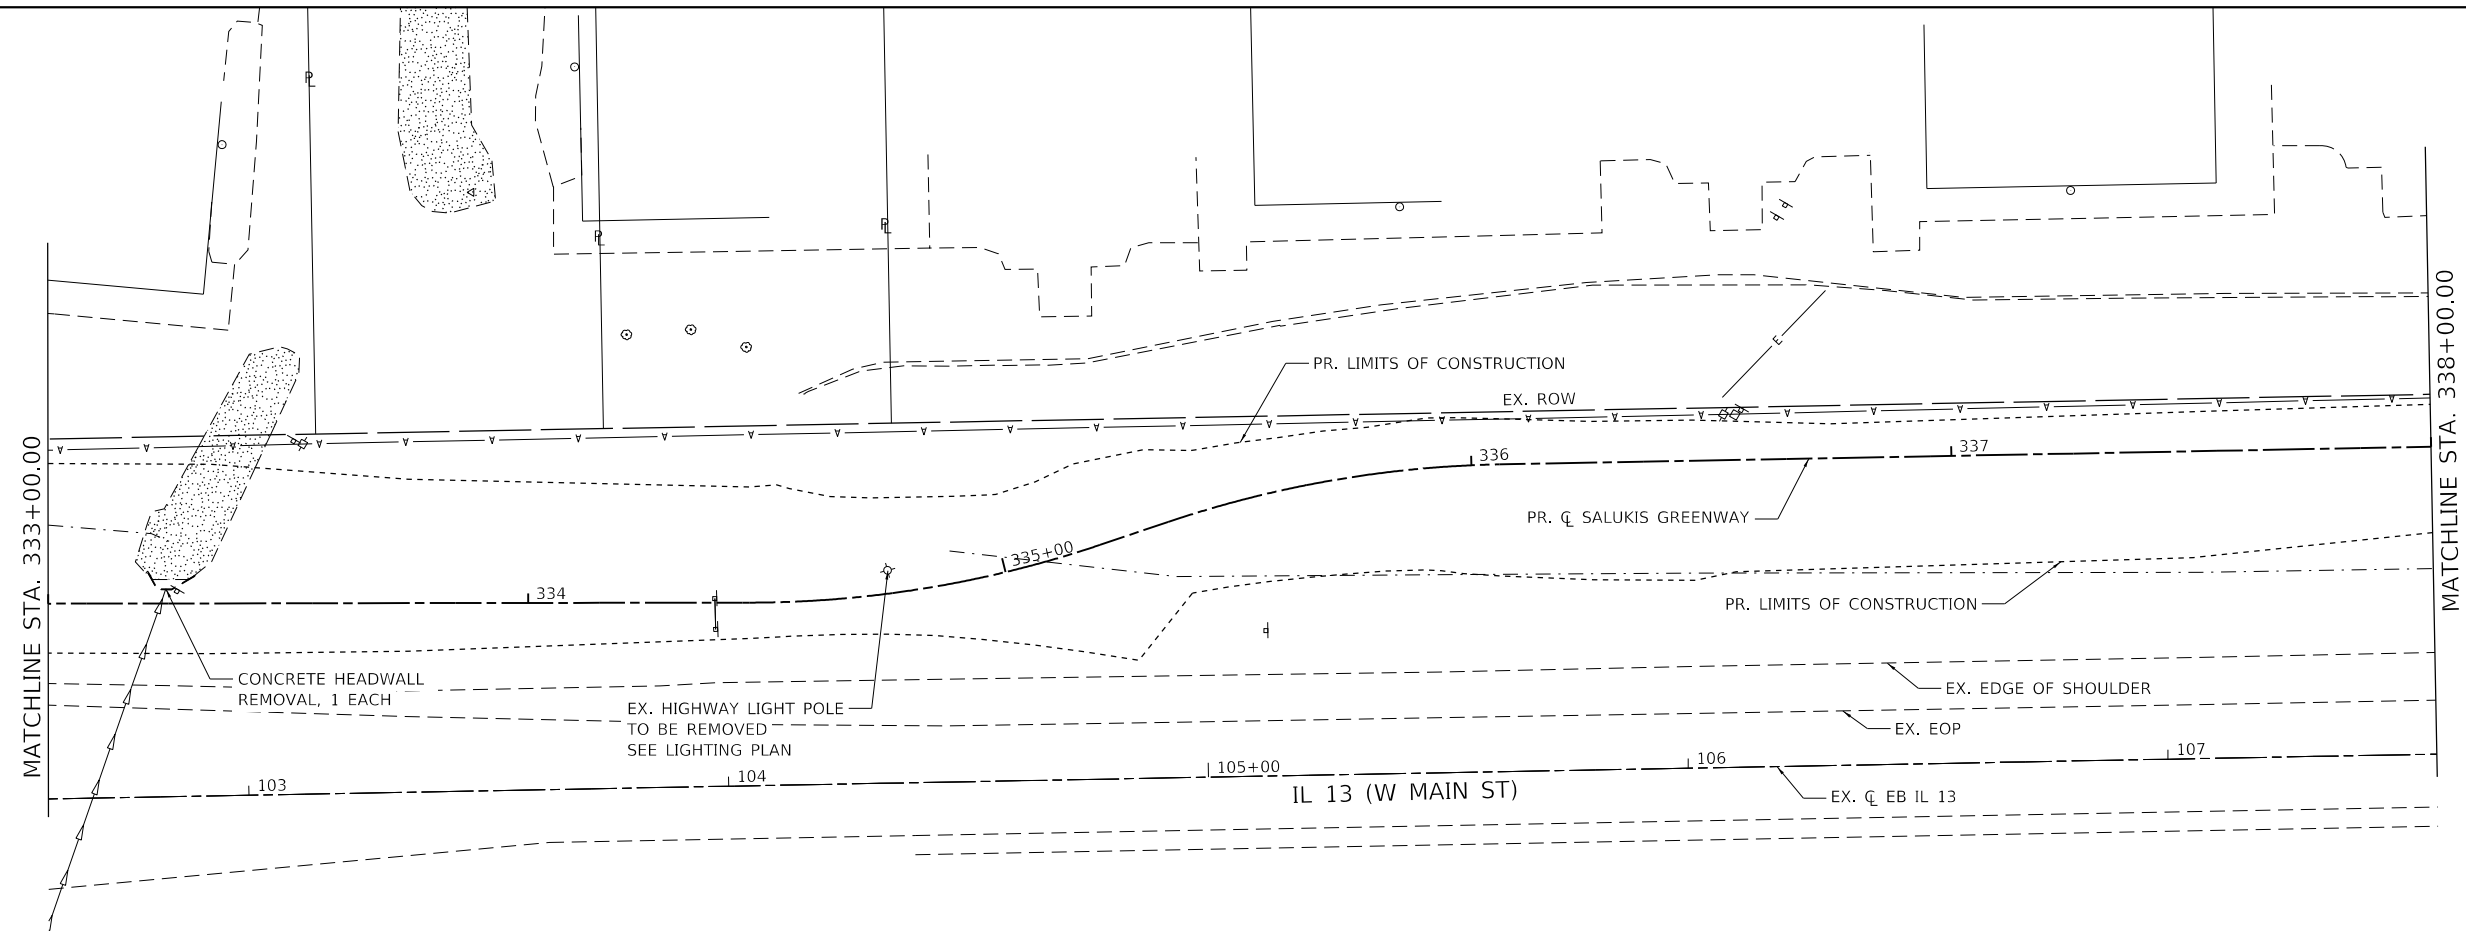 PL
PL
PL
MATCHLINE STA. 333+00.00
MATCHLINE STA. 338+00.00
E
PR. LIMITS OF CONSTRUCTION
EX. ROW
336
337
PR. ℄ SALUKIS GREENWAY
335+00
334
PR. LIMITS OF CONSTRUCTION
CONCRETE HEADWALL
REMOVAL, 1 EACH
EX. HIGHWAY LIGHT POLE
TO BE REMOVED
SEE LIGHTING PLAN
EX. EDGE OF SHOULDER
EX. EOP
103
104
105+00
106
107
IL 13 (W MAIN ST)
EX. ℄ EB IL 13